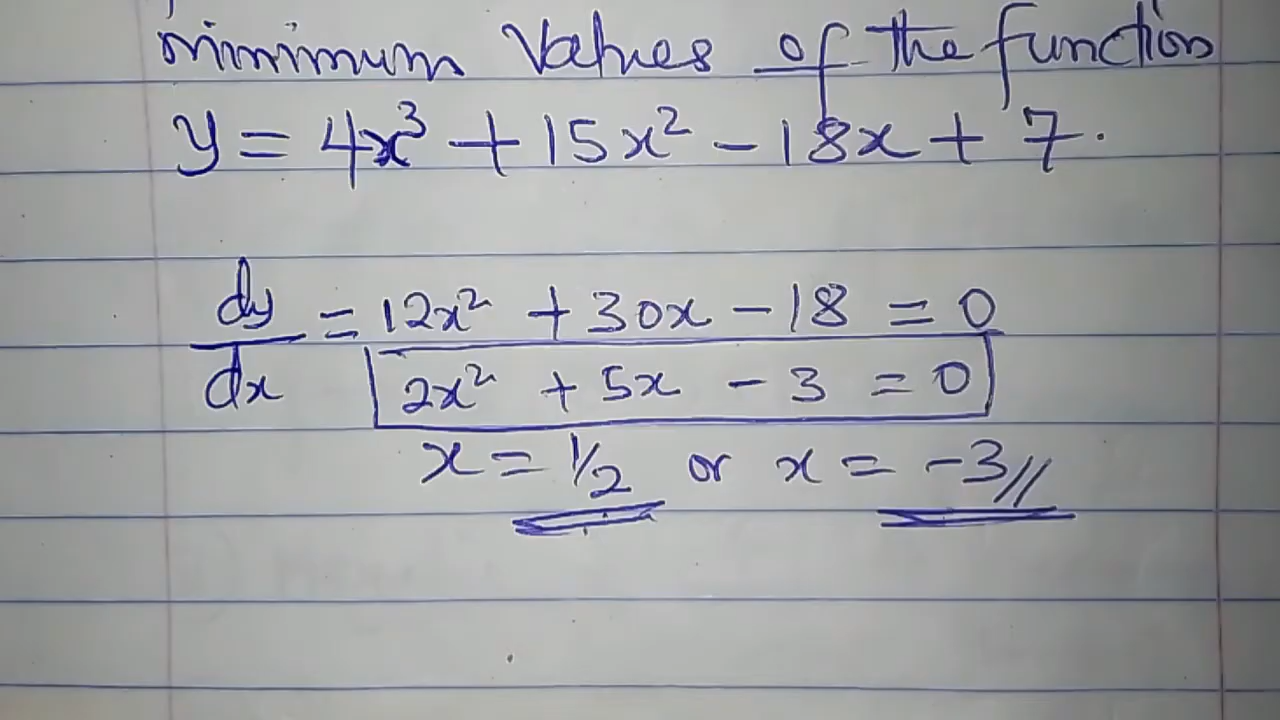 minimum Values of the function
y = 4x³ + 15x² - 18x + 7.
dy/dx = 12x² + 30x - 18 = 0
2x² + 5x - 3 = 0
x = 1/2 or x = -3//